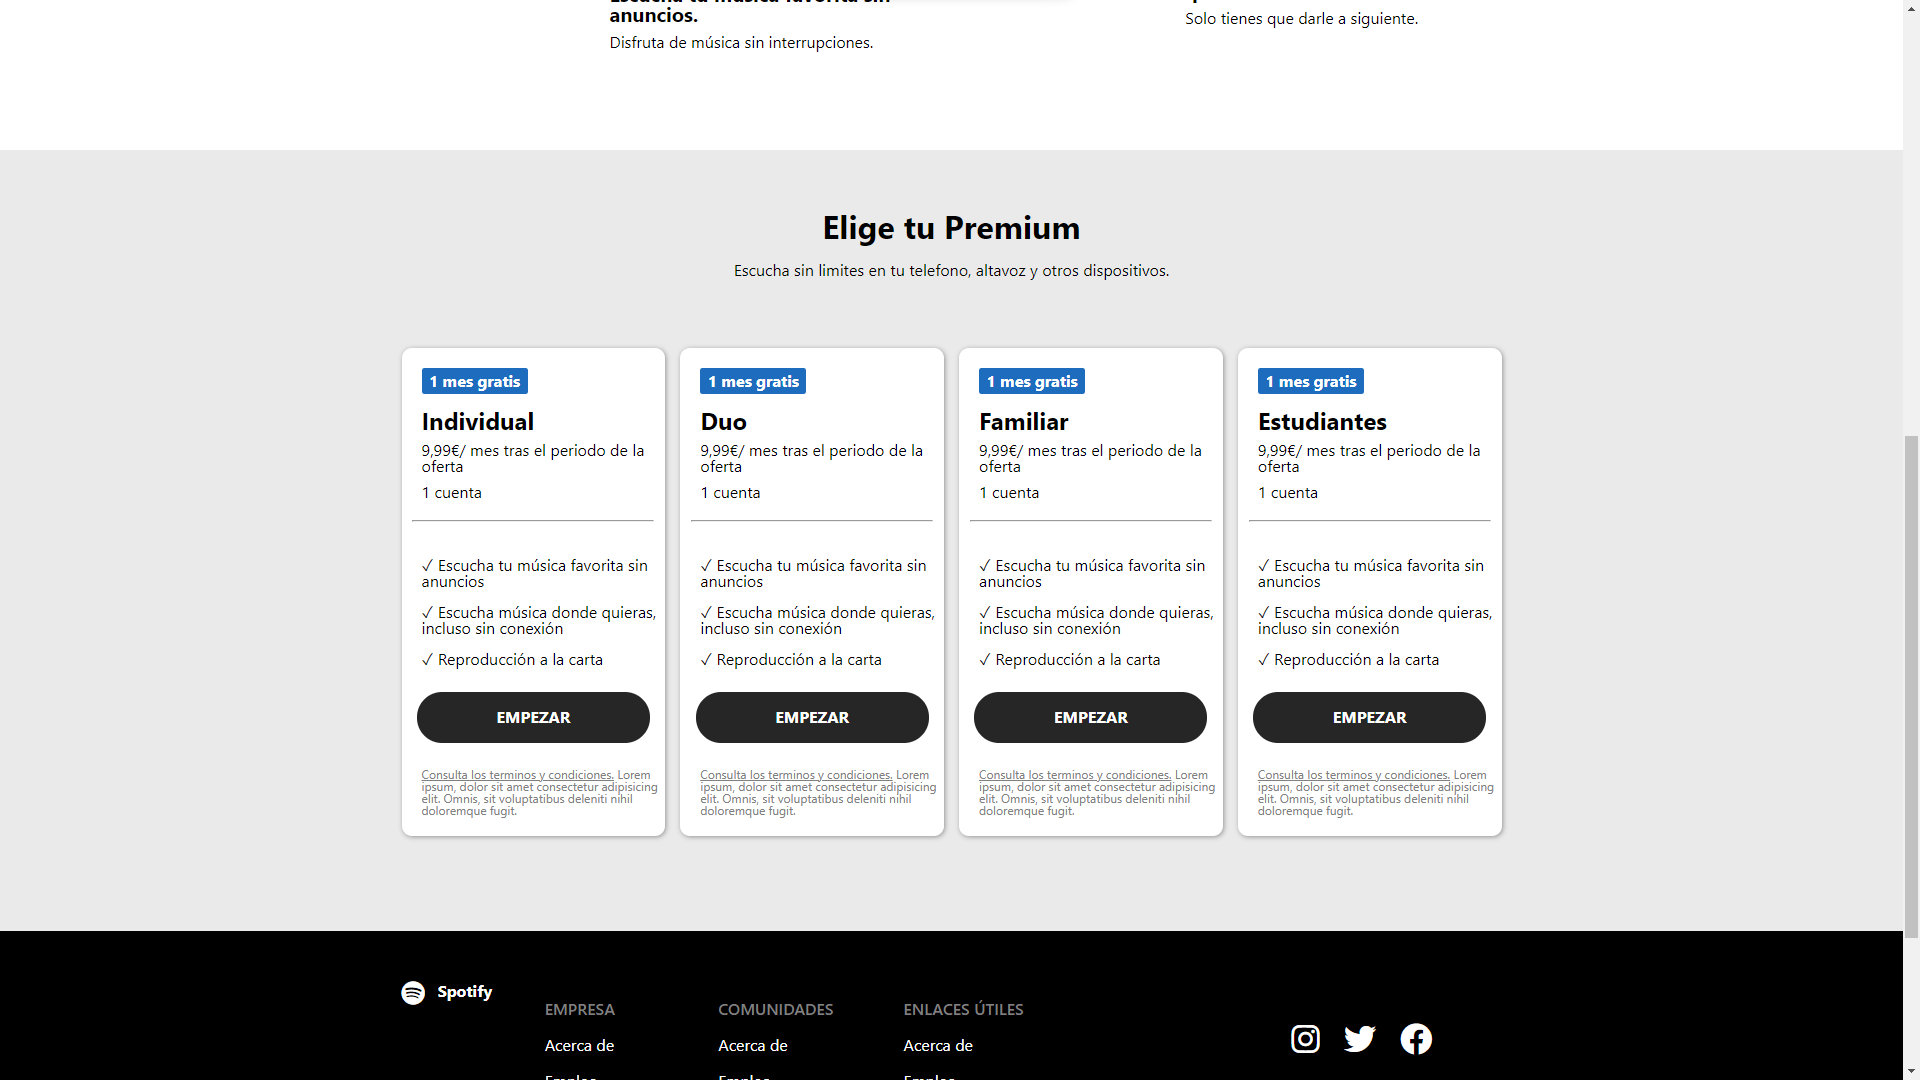 anuncios.
Disfruta de música sin interrupciones.
Solo tienes que darle a siguiente.
Elige tu Premium
Escucha sin limites en tu telefono, altavoz y otros dispositivos.
1 mes gratis
Individual
9,99€/ mes tras el periodo de la
oferta
1 cuenta
✓ Escucha tu música favorita sin
anuncios
✓ Escucha música donde quieras,
incluso sin conexión
✓ Reproducción a la carta
EMPEZAR
Consulta los terminos y condiciones. Lorem
ipsum, dolor sit amet consectetur adipisicing
elit. Omnis, sit voluptatibus deleniti nihil
doloremque fugit.
1 mes gratis
Duo
9,99€/ mes tras el periodo de la
oferta
1 cuenta
✓ Escucha tu música favorita sin
anuncios
✓ Escucha música donde quieras,
incluso sin conexión
✓ Reproducción a la carta
EMPEZAR
Consulta los terminos y condiciones. Lorem
ipsum, dolor sit amet consectetur adipisicing
elit. Omnis, sit voluptatibus deleniti nihil
doloremque fugit.
1 mes gratis
Familiar
9,99€/ mes tras el periodo de la
oferta
1 cuenta
✓ Escucha tu música favorita sin
anuncios
✓ Escucha música donde quieras,
incluso sin conexión
✓ Reproducción a la carta
EMPEZAR
Consulta los terminos y condiciones. Lorem
ipsum, dolor sit amet consectetur adipisicing
elit. Omnis, sit voluptatibus deleniti nihil
doloremque fugit.
1 mes gratis
Estudiantes
9,99€/ mes tras el periodo de la
oferta
1 cuenta
✓ Escucha tu música favorita sin
anuncios
✓ Escucha música donde quieras,
incluso sin conexión
✓ Reproducción a la carta
EMPEZAR
Consulta los terminos y condiciones. Lorem
ipsum, dolor sit amet consectetur adipisicing
elit. Omnis, sit voluptatibus deleniti nihil
doloremque fugit.
Spotify
EMPRESA
Acerca de
COMUNIDADES
Acerca de
ENLACES ÚTILES
Acerca de